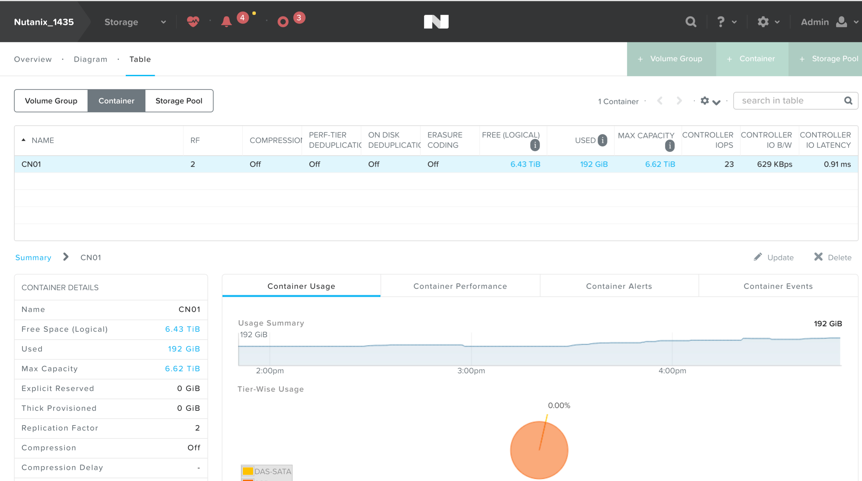 Nutanix_1435
Storage
4
3
?
Admin
Overview · Diagram · Table
+ Volume Group
+ Container
+ Storage Pool
Volume Group Container Storage Pool
1 Container
search in table
NAME
RF
COMPRESSION
PERF-TIER
DEDUPLICATIC
ON DISK
DEDUPLICATIC
ERASURE
CODING
FREE (LOGICAL)
USED
MAX CAPACITY
CONTROLLER
IOPS
CONTROLLER
IO B/W
CONTROLLER
IO LATENCY
CN01 2 Off Off Off Off 6.43 TiB 192 GiB 6.62 TiB 23 629 KBps 0.91 ms
Summary > CN01
Update
Delete
CONTAINER DETAILS
Name CN01
Free Space (Logical) 6.43 TiB
Used 192 GiB
Max Capacity 6.62 TiB
Explicit Reserved 0 GiB
Thick Provisioned 0 GiB
Replication Factor 2
Compression Off
Compression Delay -
Container Usage Container Performance Container Alerts Container Events
Usage Summary 192 GiB
192 GiB
2:00pm 3:00pm 4:00pm
Tier-Wise Usage
0.00%
DAS-SATA